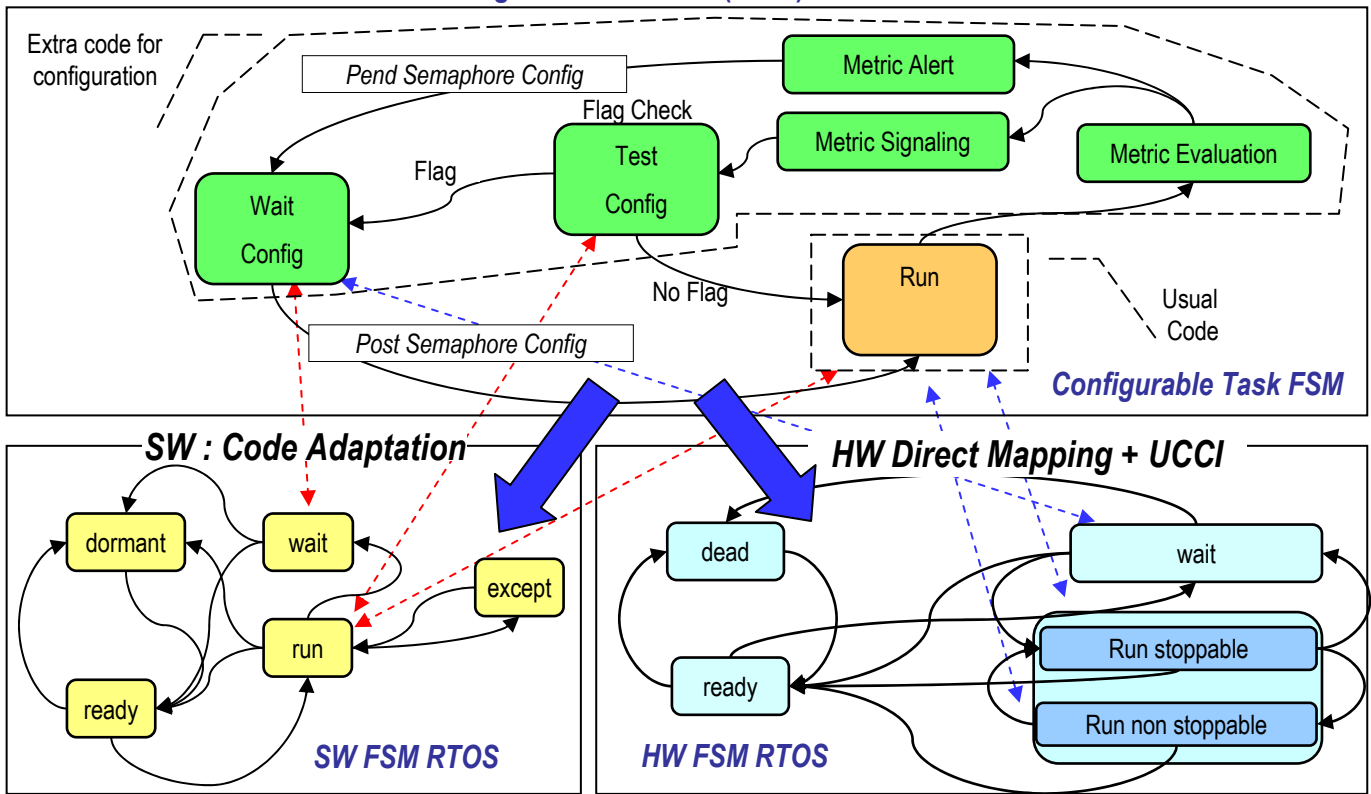 Extra code for
configuration
Pend Semaphore Config
Metric Alert
Flag Check
Metric Signaling
Metric Evaluation
Test
Config
Flag
Wait
Config
Run
No Flag
Usual
Code
Post Semaphore Config
Configurable Task FSM
SW : Code Adaptation
HW Direct Mapping + UCCI
dormant
wait
except
run
ready
SW FSM RTOS
dead
wait
Run stoppable
ready
Run non stoppable
HW FSM RTOS